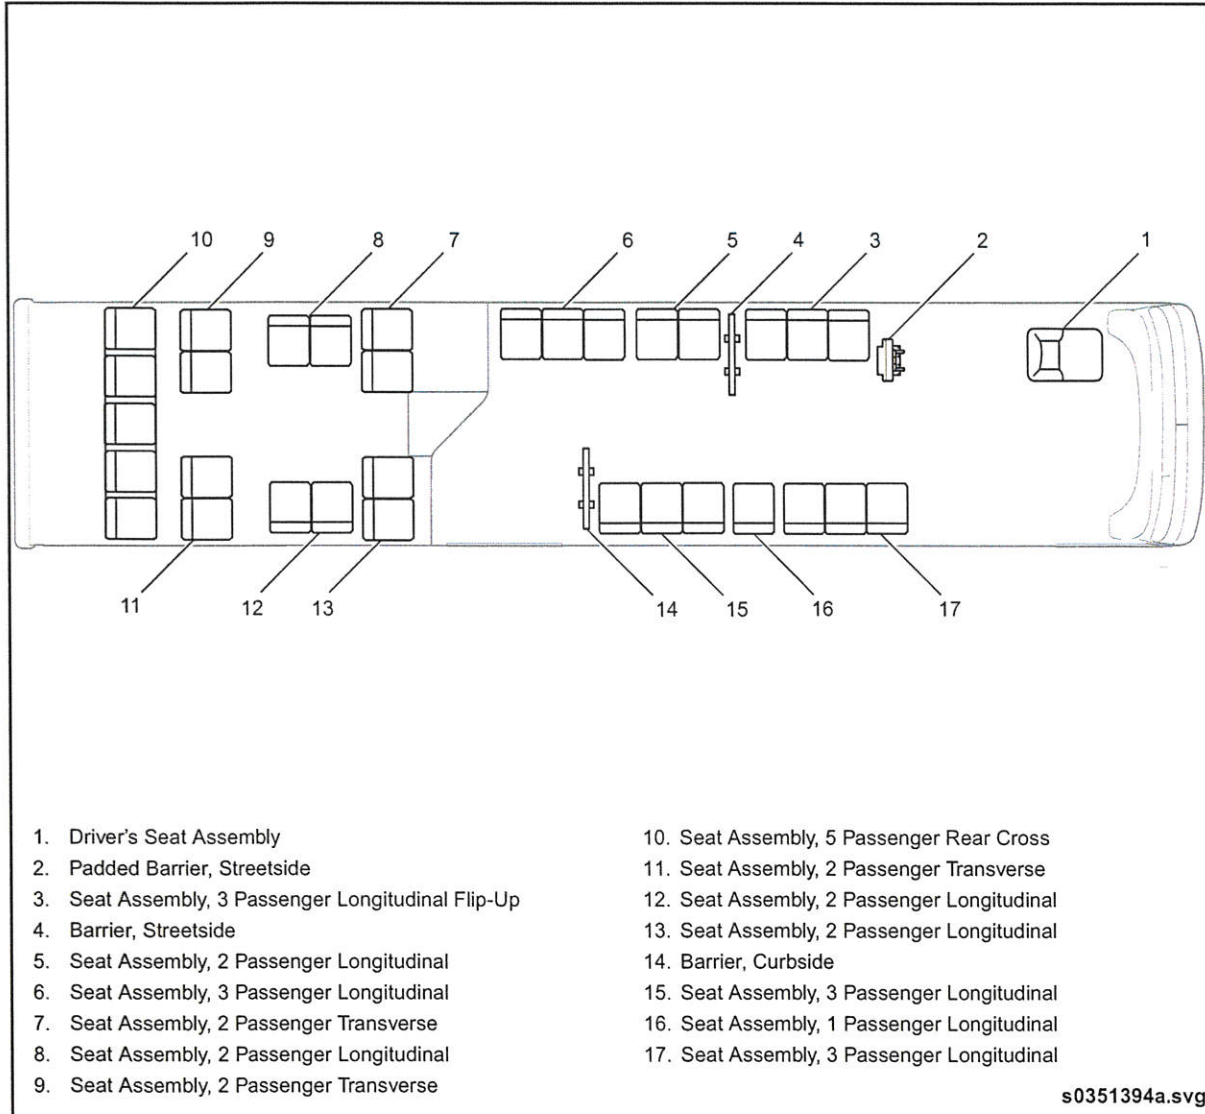 10 9 8 7 6 5 4 3 2 1
11 12 13 14 15 16 17
1. Driver's Seat Assembly
2. Padded Barrier, Streetside
3. Seat Assembly, 3 Passenger Longitudinal Flip-Up
4. Barrier, Streetside
5. Seat Assembly, 2 Passenger Longitudinal
6. Seat Assembly, 3 Passenger Longitudinal
7. Seat Assembly, 2 Passenger Transverse
8. Seat Assembly, 2 Passenger Longitudinal
9. Seat Assembly, 2 Passenger Transverse
10. Seat Assembly, 5 Passenger Rear Cross
11. Seat Assembly, 2 Passenger Transverse
12. Seat Assembly, 2 Passenger Longitudinal
13. Seat Assembly, 2 Passenger Longitudinal
14. Barrier, Curbside
15. Seat Assembly, 3 Passenger Longitudinal
16. Seat Assembly, 1 Passenger Longitudinal
17. Seat Assembly, 3 Passenger Longitudinal
s0351394a.svg